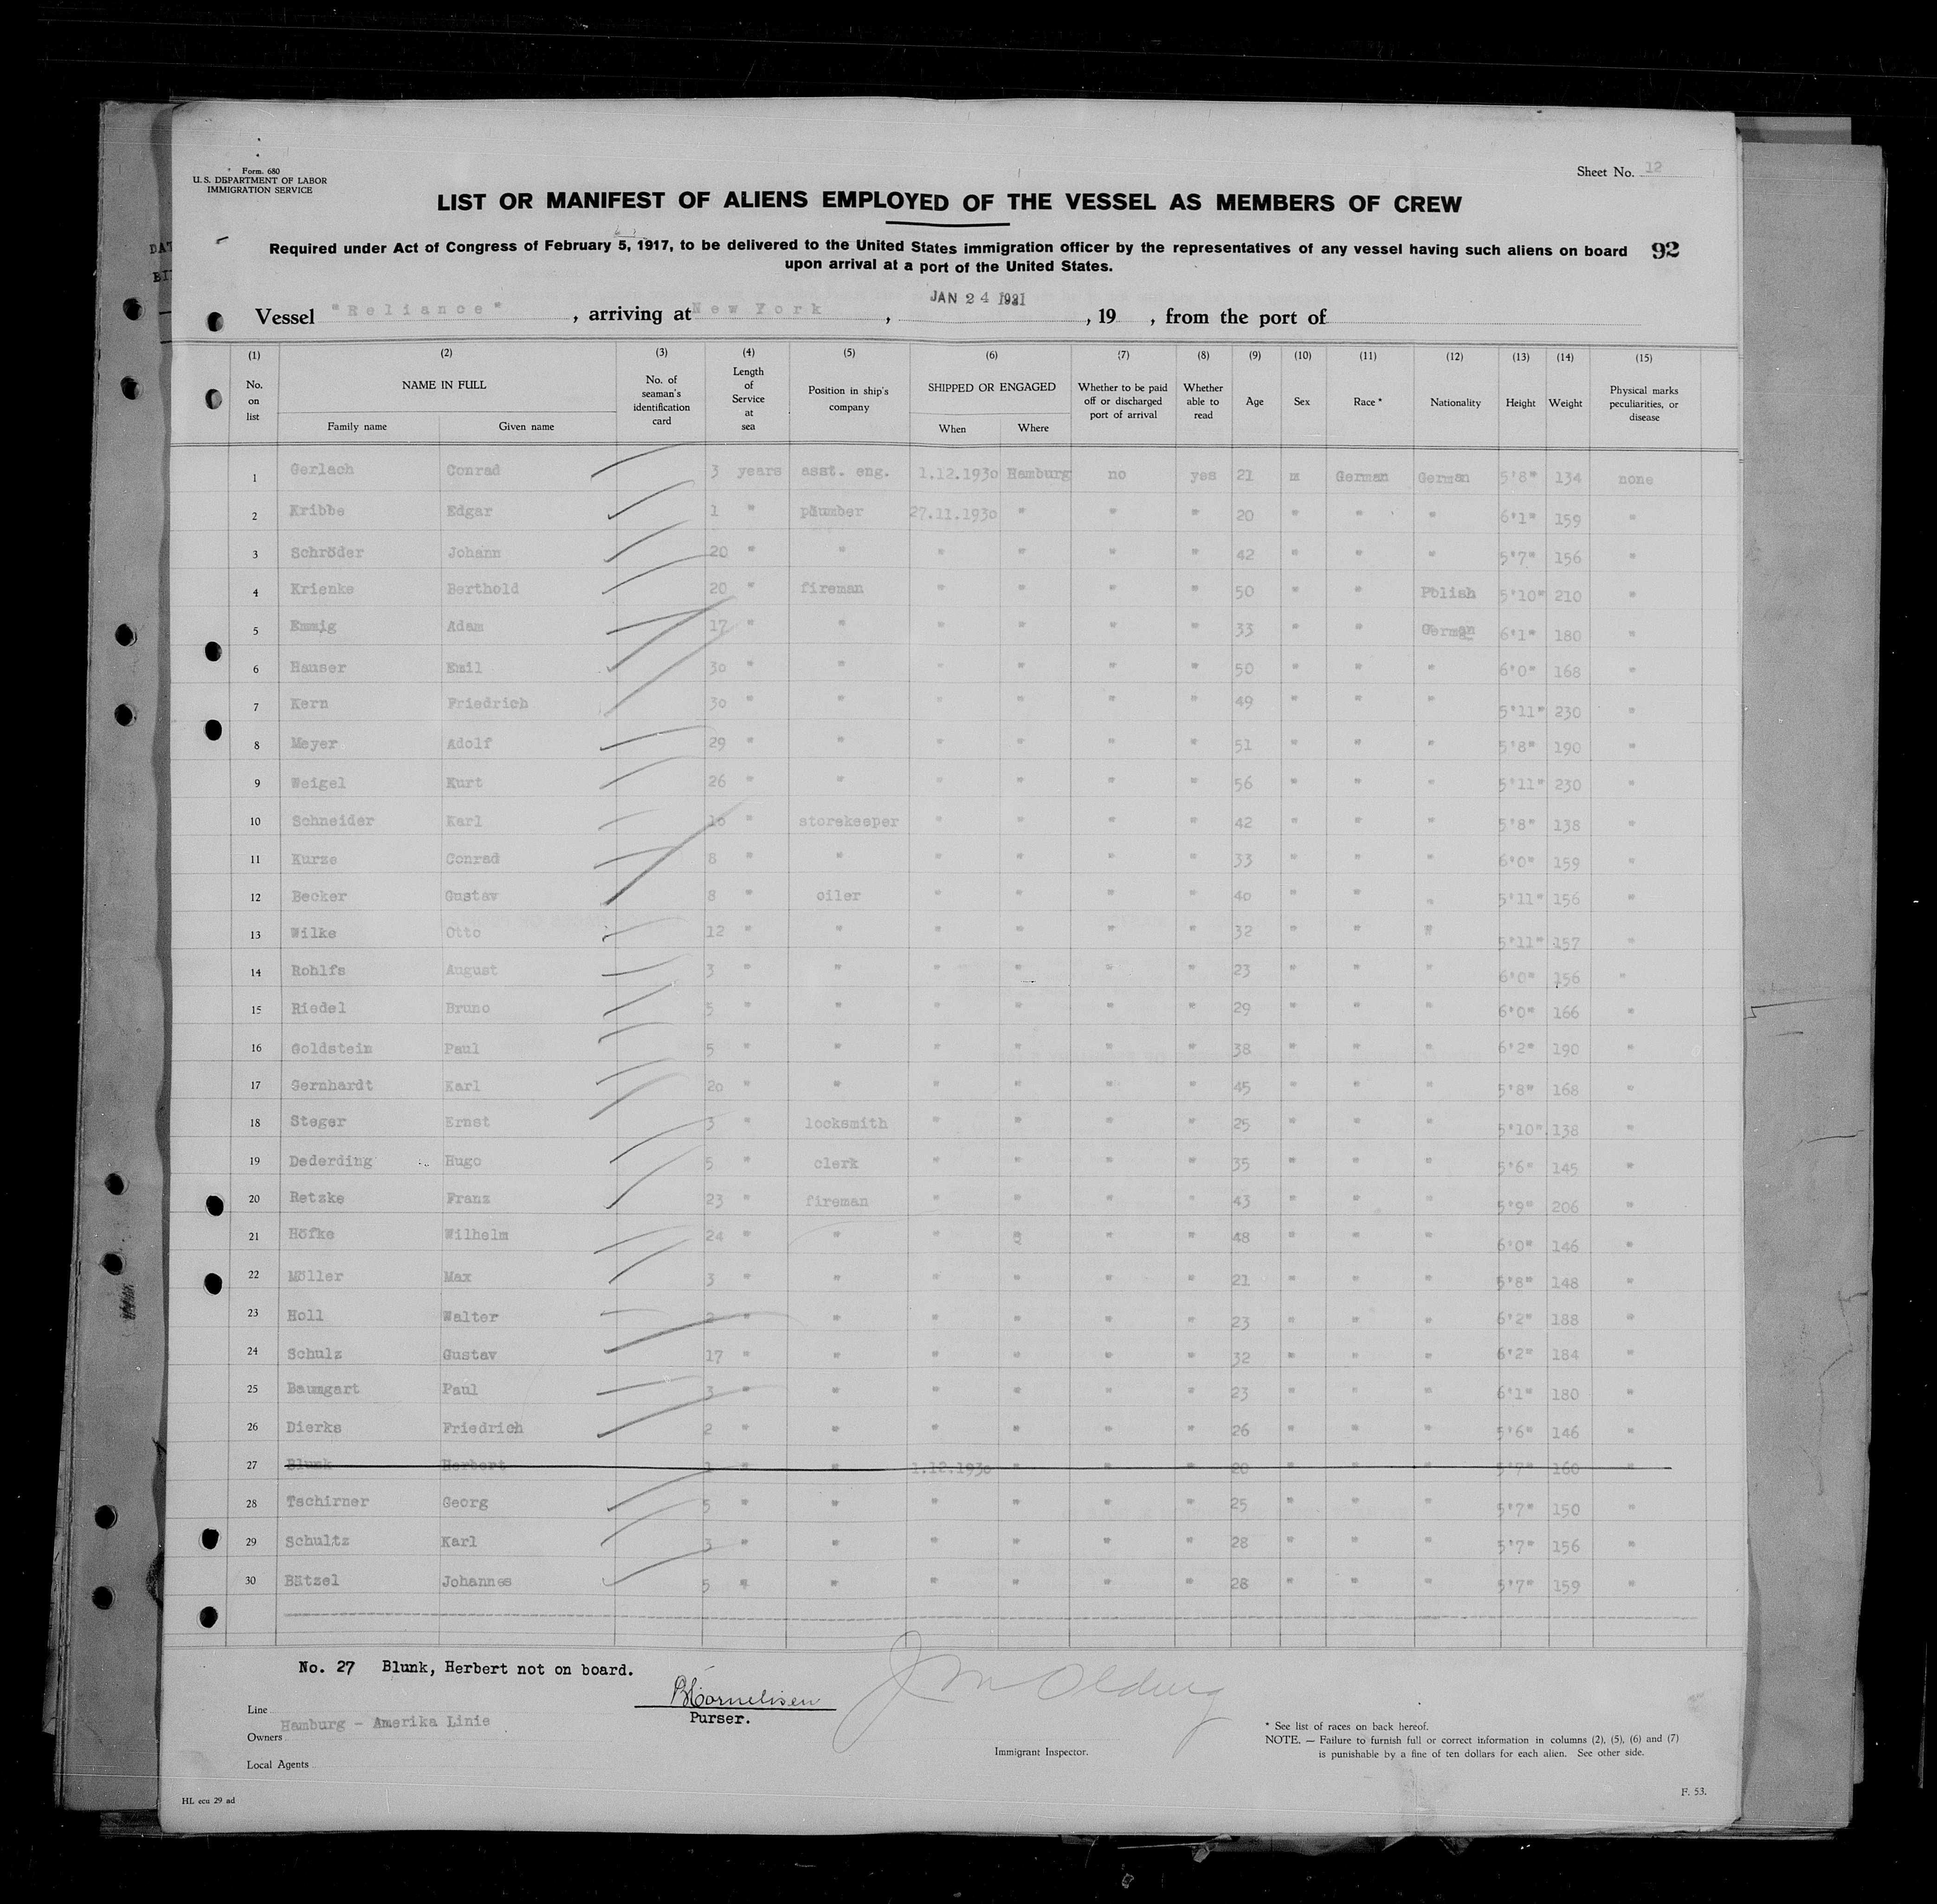 Form. 680
U. S. DEPARTMENT OF LABOR
IMMIGRATION SERVICE
Sheet No. 12
LIST OR MANIFEST OF ALIENS EMPLOYED OF THE VESSEL AS MEMBERS OF CREW
Required under Act of Congress of February 5, 1917, to be delivered to the United States immigration officer by the representatives of any vessel having such aliens on board 92
upon arrival at a port of the United States.
Vessel "Reliance" , arriving at New York , JAN 24 1931 , 19 , from the port of
(1) (2) (3) (4) (5) (6) (7) (8) (9) (10) (11) (12) (13) (14) (15)
No. on list NAME IN FULL Family name Given name No. of seaman's identification card Length of Service at sea Position in ship's company SHIPPED OR ENGAGED When Where Whether to be paid off or discharged port of arrival Whether able to read Age Sex Race * Nationality Height Weight Physical marks peculiarities, or disease
1 Gerlach Conrad 3 years asst. eng. 1.12.1930 Hamburg no yes 21 m German German 5'8" 134 none
2 Kribbe Edgar 1 " päumber 27.11.1930 " " " 20 " " " 6'1" 159 "
3 Schröder Johann 20 " " " " " " 42 " " " 5'7" 156 "
4 Krienke Berthold 20 " fireman " " " " 50 " " Polish 5'10" 210 "
5 Emmig Adam 17 " " " " " " 33 " " German 6'1" 180 "
6 Hauser Emil 30 " " " " " " 50 " " " 6'0" 168 "
7 Kern Friedrich 30 " " " " " " 49 " " " 5'11" 230 "
8 Meyer Adolf 29 " " " " " " 51 " " " 5'8" 190 "
9 Weigel Kurt 26 " " " " " " 56 " " " 5'11" 230 "
10 Schneider Karl 16 " storekeeper " " " " 42 " " " 5'8" 138 "
11 Kurze Conrad 8 " " " " " " 33 " " " 6'0" 159 "
12 Becker Gustav 8 " oiler " " " " 40 " " " 5'11" 156 "
13 Wilke Otto 12 " " " " " " 32 " " " 5'11" 157 "
14 Rohlfs August 3 " " " " " " 23 " " " 6'0" 156 "
15 Riedel Bruno 5 " " " " " " 29 " " " 6'0" 166 "
16 Goldstein Paul 5 " " " " " " 38 " " " 6'2" 190 "
17 Gernhardt Karl 20 " " " " " " 45 " " " 5'8" 168 "
18 Steger Ernst 3 " locksmith " " " " 25 " " " 5'10" 138 "
19 Dederding Hugo 5 " clerk " " " " 35 " " " 5'6" 145 "
20 Retzke Franz 23 " fireman " " " " 43 " " " 5'9" 206 "
21 Höfke Wilhelm 24 " " " " " " 48 " " " 6'0" 146 "
22 Möller Max 3 " " " " " " 21 " " " 5'8" 148 "
23 Holl Walter 2 " " " " " " 23 " " " 6'2" 188 "
24 Schulz Gustav 17 " " " " " " 32 " " " 6'2" 184 "
25 Baumgart Paul 3 " " " " " " 23 " " " 6'1" 180 "
26 Dierks Friedrich 2 " " " " " " 26 " " " 5'6" 146 "
27 Blunk Herbert 1 " " 1.12.1930 " " " 20 " " " 5'7" 160 "
28 Tschirner Georg 5 " " " " " " 25 " " " 5'7" 150 "
29 Schultz Karl 3 " " " " " " 28 " " " 5'7" 156 "
30 Bätzel Johannes 5 " " " " " " 28 " " " 5'7" 159 "
No. 27 Blunk, Herbert not on board.
Cornelisen
Purser.
Line
Owners Hamburg - Amerika Linie
Local Agents
Immigrant Inspector.
* See list of races on back hereof.
NOTE. — Failure to furnish full or correct information in columns (2), (5), (6) and (7)
is punishable by a fine of ten dollars for each alien. See other side.
HL ecu 29 ad
F. 53.